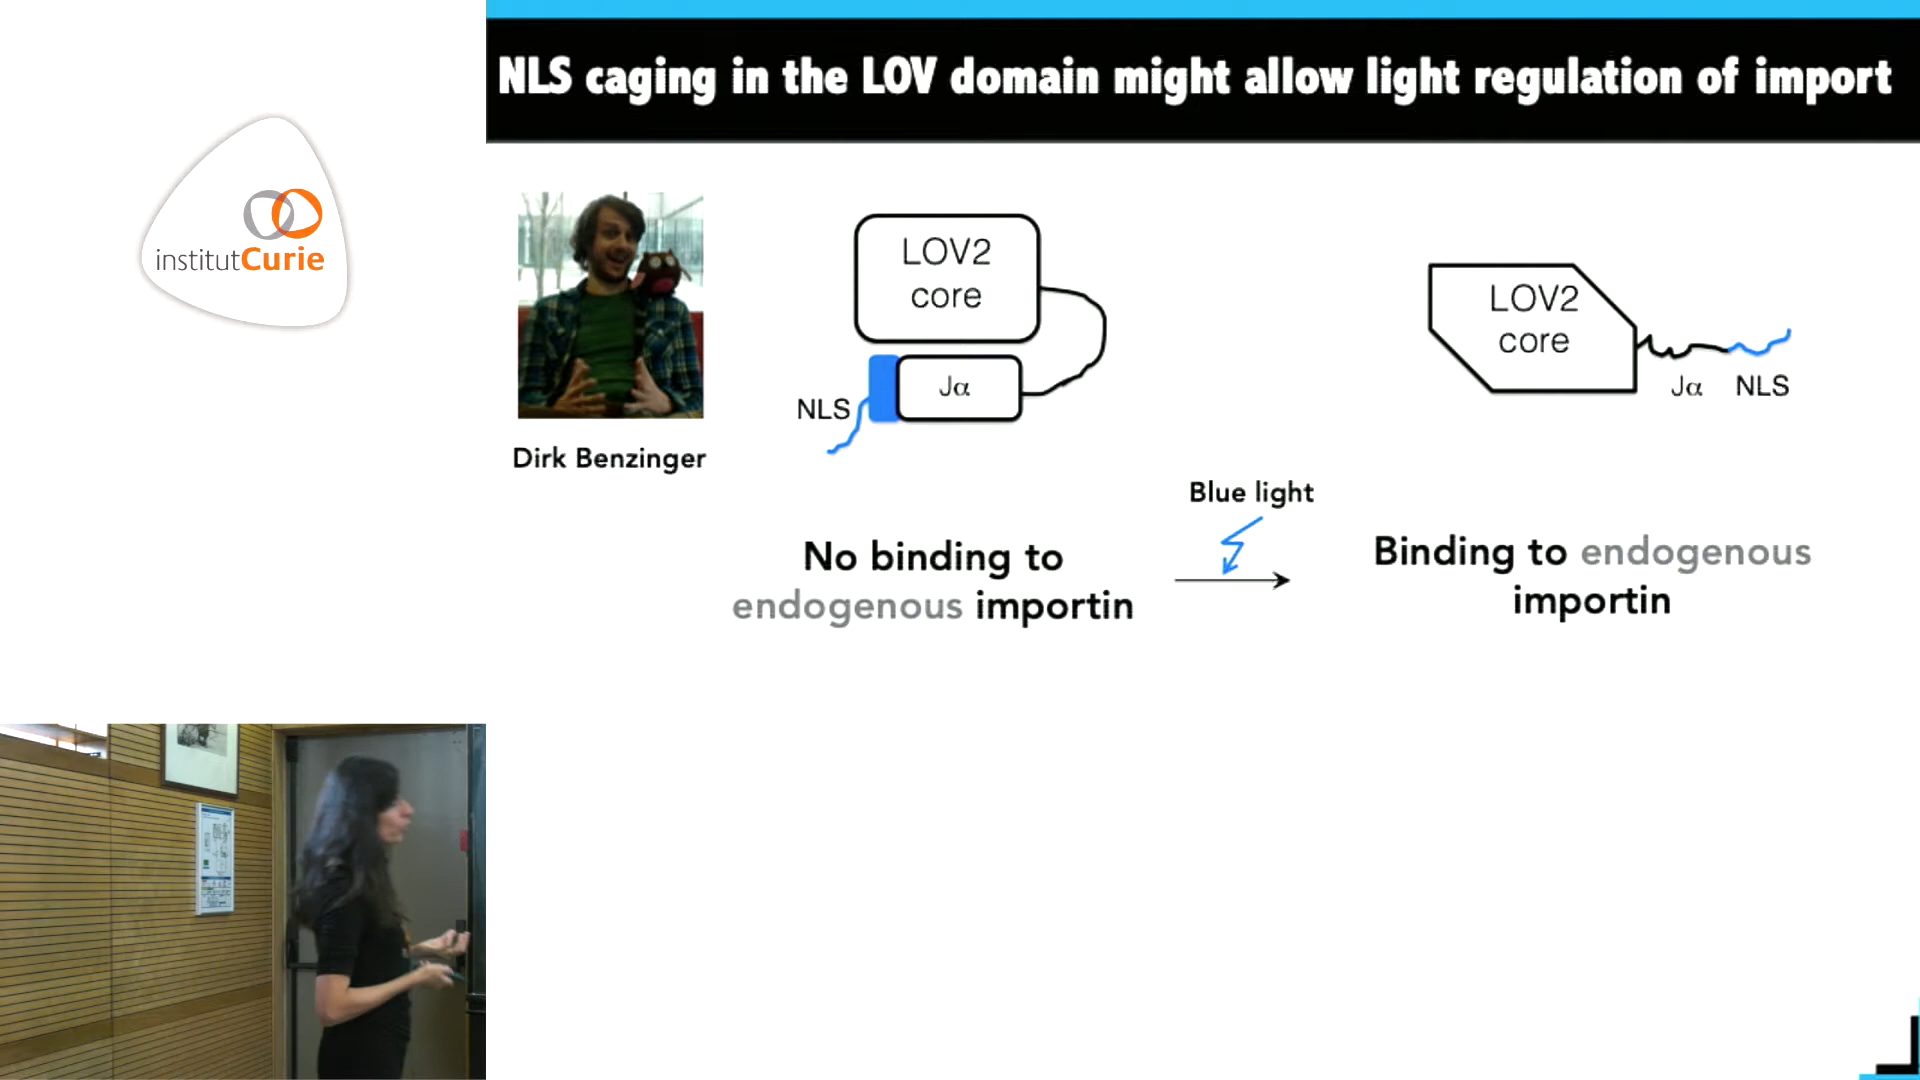 NLS caging in the LOV domain might allow light regulation of import
institutCurie
Dirk Benzinger
LOV2
core
Jα
NLS
Blue light
LOV2
core
Jα NLS
No binding to
endogenous importin
Binding to endogenous
importin